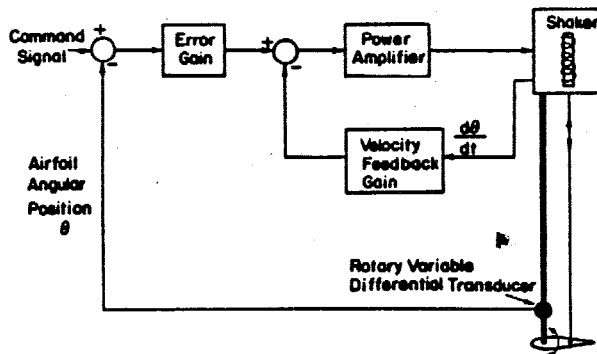 Command
Signal
+
-
Error
Gain
+
-
Power
Amplifier
Shaker
Velocity
Feedback
Gain
dθ
dt
Airfoil
Angular
Position
θ
Rotary Variable
Differential Transducer